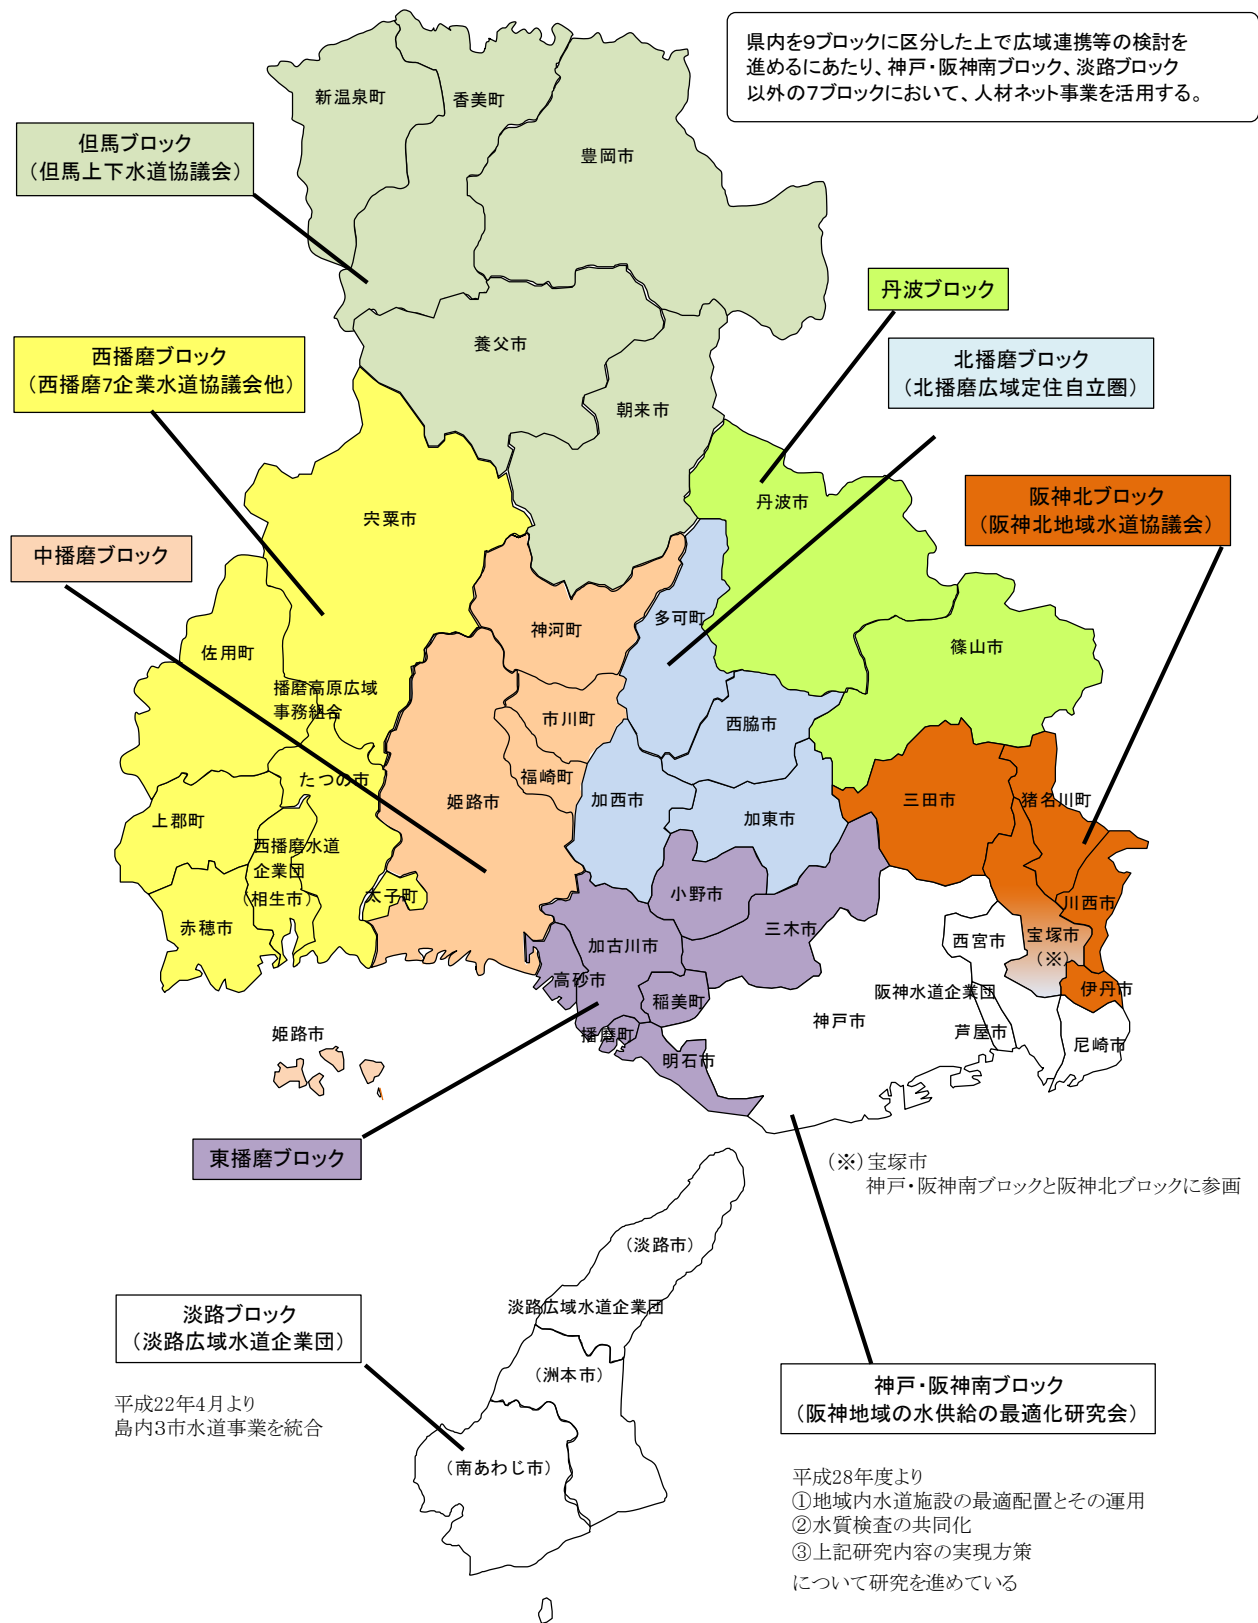 県内を9ブロックに区分した上で広域連携等の検討を
進めるにあたり、神戸・阪神南ブロック、淡路ブロック
以外の7ブロックにおいて、人材ネット事業を活用する。
新温泉町
香美町
豊岡市
但馬ブロック
（但馬上下水道協議会）
養父市
朝来市
丹波ブロック
西播磨ブロック
（西播磨7企業水道協議会他）
北播磨ブロック
（北播磨広域定住自立圏）
宍粟市
丹波市
阪神北ブロック
（阪神北地域水道協議会）
中播磨ブロック
神河町
多可町
篠山市
佐用町
播磨高原広域
事務組合
市川町
西脇市
福崎町
たつの市
姫路市
加西市
加東市
三田市
猪名川町
上郡町
西播磨水道
企業団
（相生市）
太子町
赤穂市
小野市
三木市
川西市
宝塚市
（※）
西宮市
加古川市
高砂市
稲美町
伊丹市
阪神水道企業団
神戸市
芦屋市
尼崎市
播磨町
明石市
姫路市
東播磨ブロック
（※）宝塚市
神戸・阪神南ブロックと阪神北ブロックに参画
（淡路市）
淡路広域水道企業団
淡路ブロック
（淡路広域水道企業団）
（洲本市）
平成22年4月より
島内3市水道事業を統合
（南あわじ市）
神戸・阪神南ブロック
（阪神地域の水供給の最適化研究会）
平成28年度より
①地域内水道施設の最適配置とその運用
②水質検査の共同化
③上記研究内容の実現方策
について研究を進めている